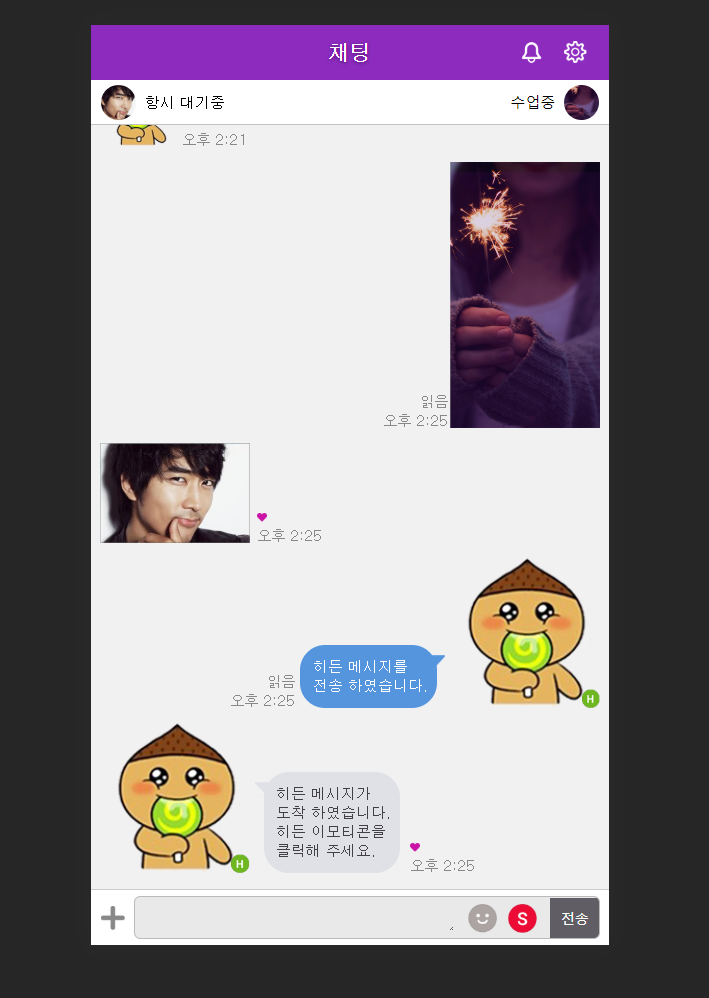 채팅
항시 대기중
수업중
오후 2:21
읽음
오후 2:25
오후 2:25
히든 메시지를
전송 하였습니다.
읽음
오후 2:25
H
히든 메시지가
도착 하였습니다.
히든 이모티콘을
클릭해 주세요.
H
오후 2:25
S
전송